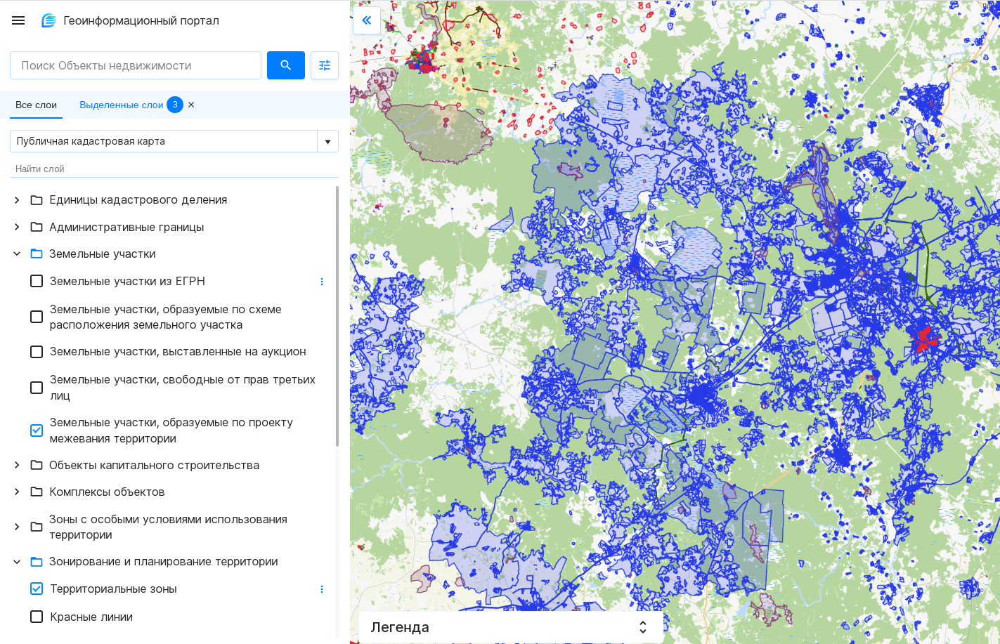 Геоинформационный портал
Поиск Объекты недвижимости
Все слои
Выделенные слои 3
Публичная кадастровая карта
Найти слой
Единицы кадастрового деления
Административные границы
Земельные участки
Земельные участки из ЕГРН
Земельные участки, образуемые по схеме
расположения земельного участка
Земельные участки, выставленные на аукцион
Земельные участки, свободные от прав третьих
лиц
Земельные участки, образуемые по проекту
межевания территории
Объекты капитального строительства
Комплексы объектов
Зоны с особыми условиями использования
территории
Зонирование и планирование территории
Территориальные зоны
Красные линии
Легенда